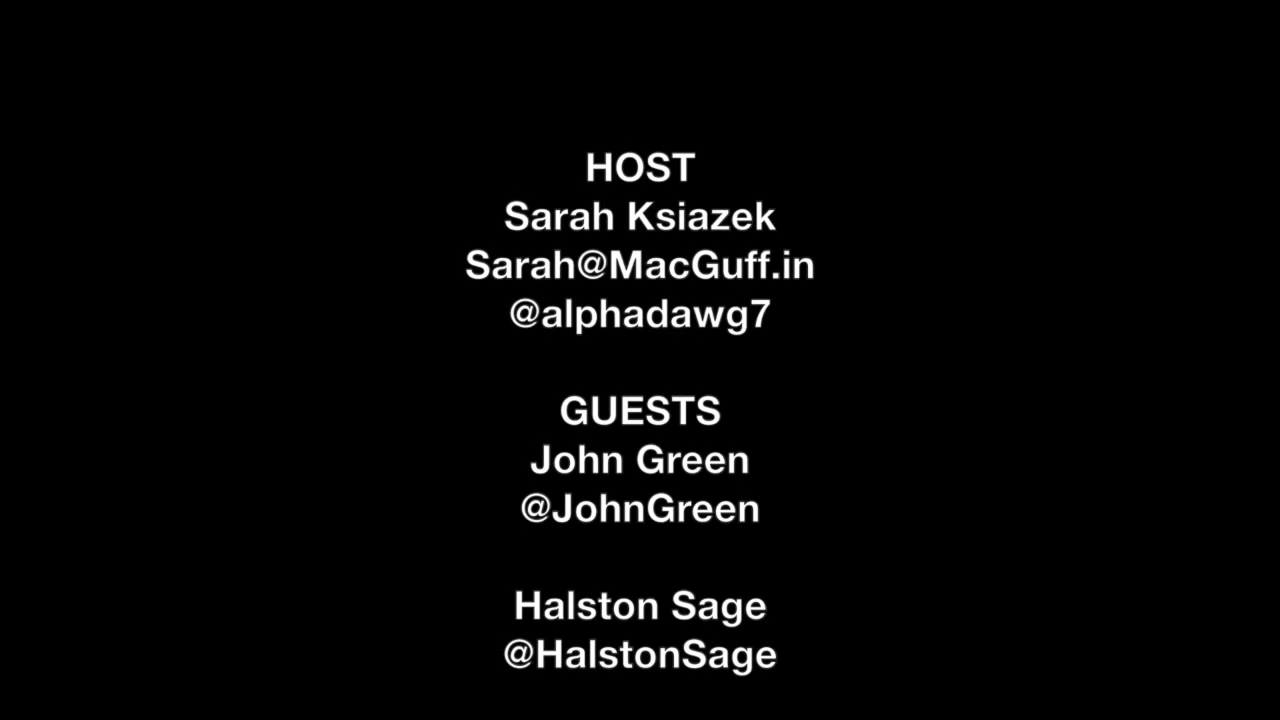 HOST
Sarah Ksiazek
Sarah@MacGuff.in
@alphadawg7
GUESTS
John Green
@JohnGreen
Halston Sage
@HalstonSage